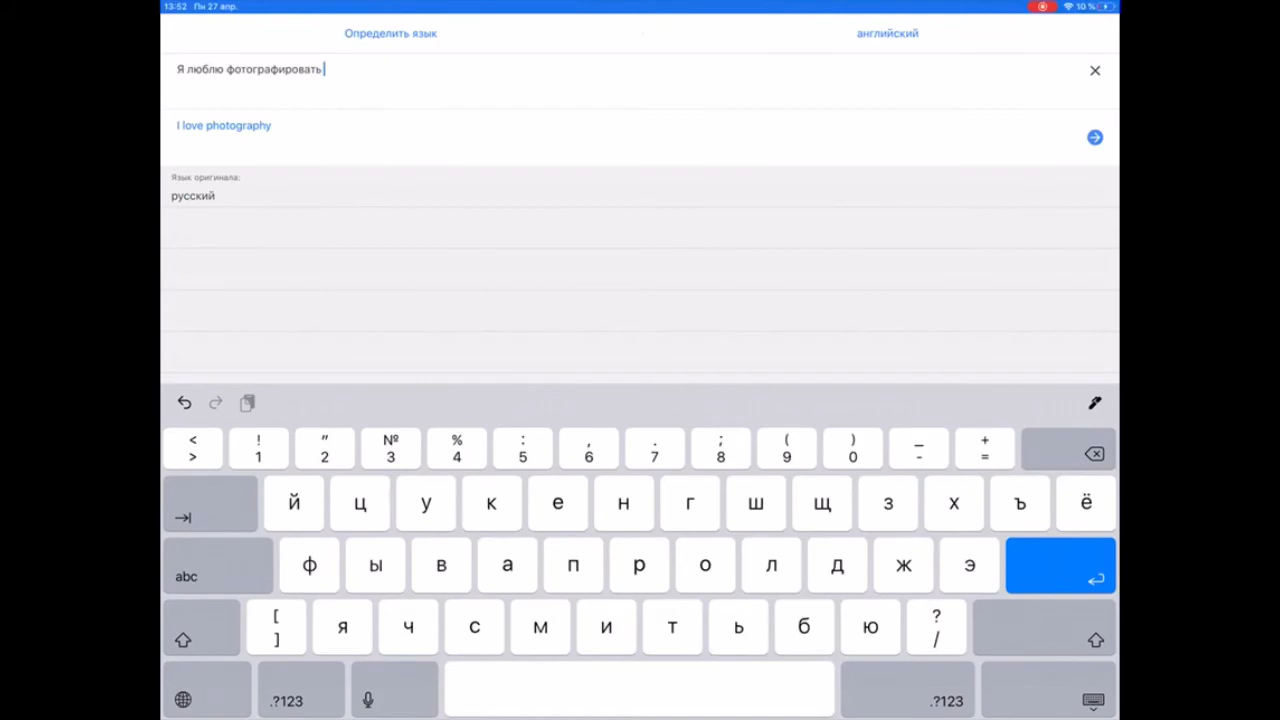 13:52 Пн 27 апр. 10 %
Определить язык английский
Я люблю фотографировать
I love photography
Язык оригинала:
русский
< ! " № % : , . ; ( ) _ +
> 1 2 3 4 5 6 7 8 9 0 - =
й ц у к е н г ш щ з х ъ ё
abc ф ы в а п р о л д ж э
[ ] я ч с м и т ь б ю ? /
.?123 .?123